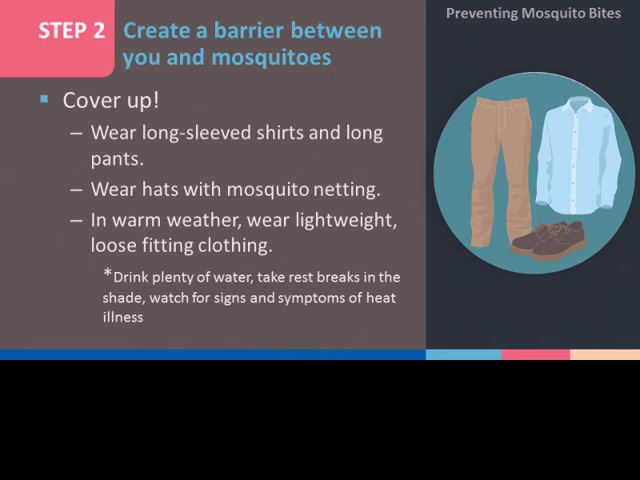 Preventing Mosquito Bites
STEP 2
Create a barrier between
you and mosquitoes
▪ Cover up!
– Wear long-sleeved shirts and long
pants.
– Wear hats with mosquito netting.
– In warm weather, wear lightweight,
loose fitting clothing.
*Drink plenty of water, take rest breaks in the
shade, watch for signs and symptoms of heat
illness